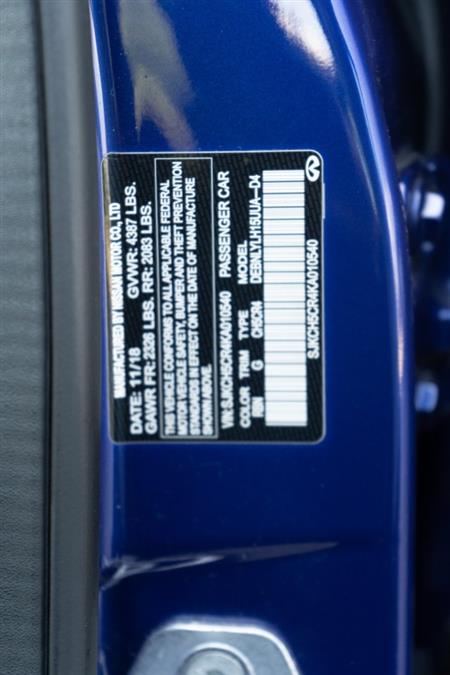 MANUFACTURED BY NISSAN MOTOR CO., LTD
DATE: 11/18 GVWR: 4387 LBS.
GAWR FR: 2326 LBS. RR: 2083 LBS.
THIS VEHICLE CONFORMS TO ALL APPLICABLE FEDERAL
MOTOR VEHICLE SAFETY, BUMPER AND THEFT PREVENTION
STANDARDS IN EFFECT ON THE DATE OF MANUFACTURE
SHOWN ABOVE.
VIN: SJKCH5CR4KA010540 PASSENGER CAR
COLOR TRIM TYPE MODEL
RBN G CH5CR4 DEBNLYLH15UUA-D4
SJKCH5CR4KA010540